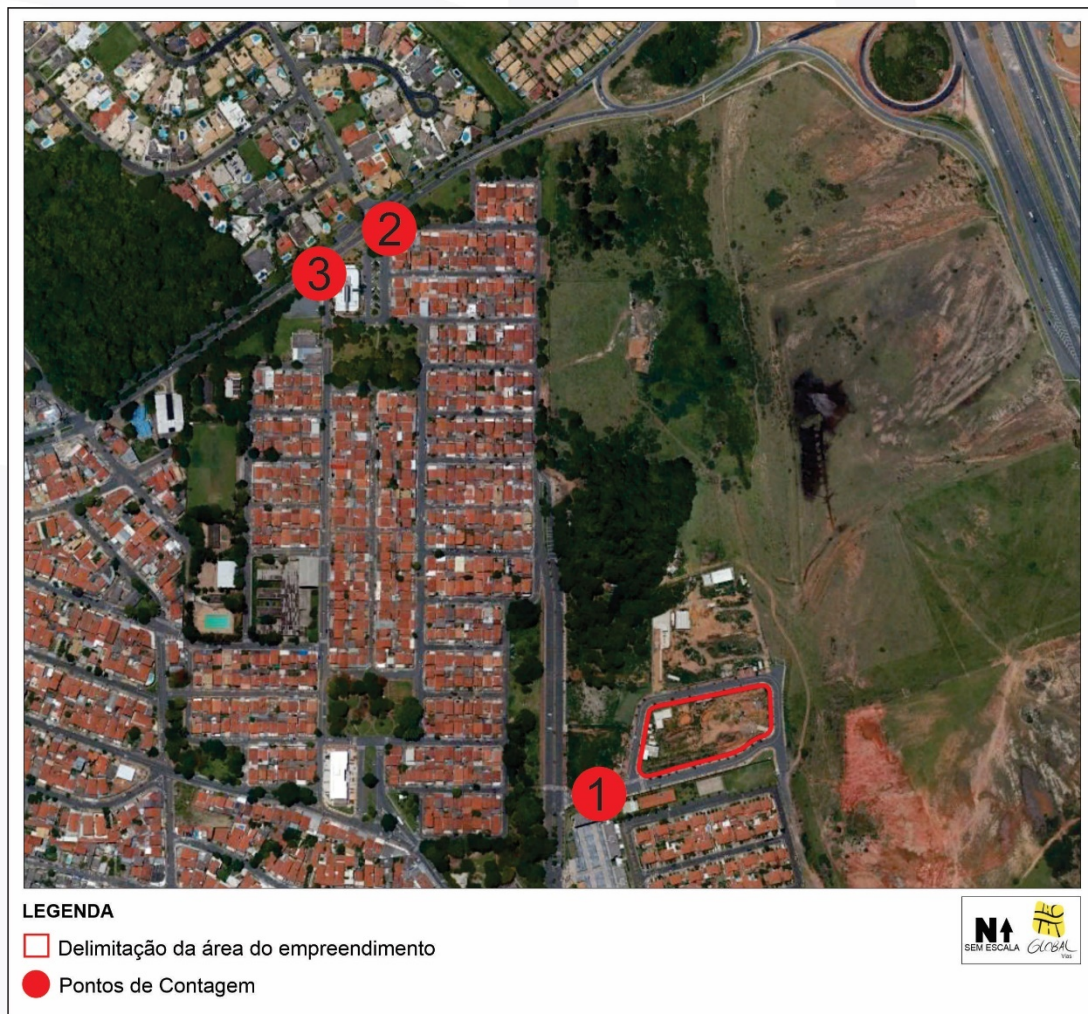 2
3
1
LEGENDA
Delimitação da área do empreendimento
Pontos de Contagem
N
SEM ESCALA
GLOBAL
Vias